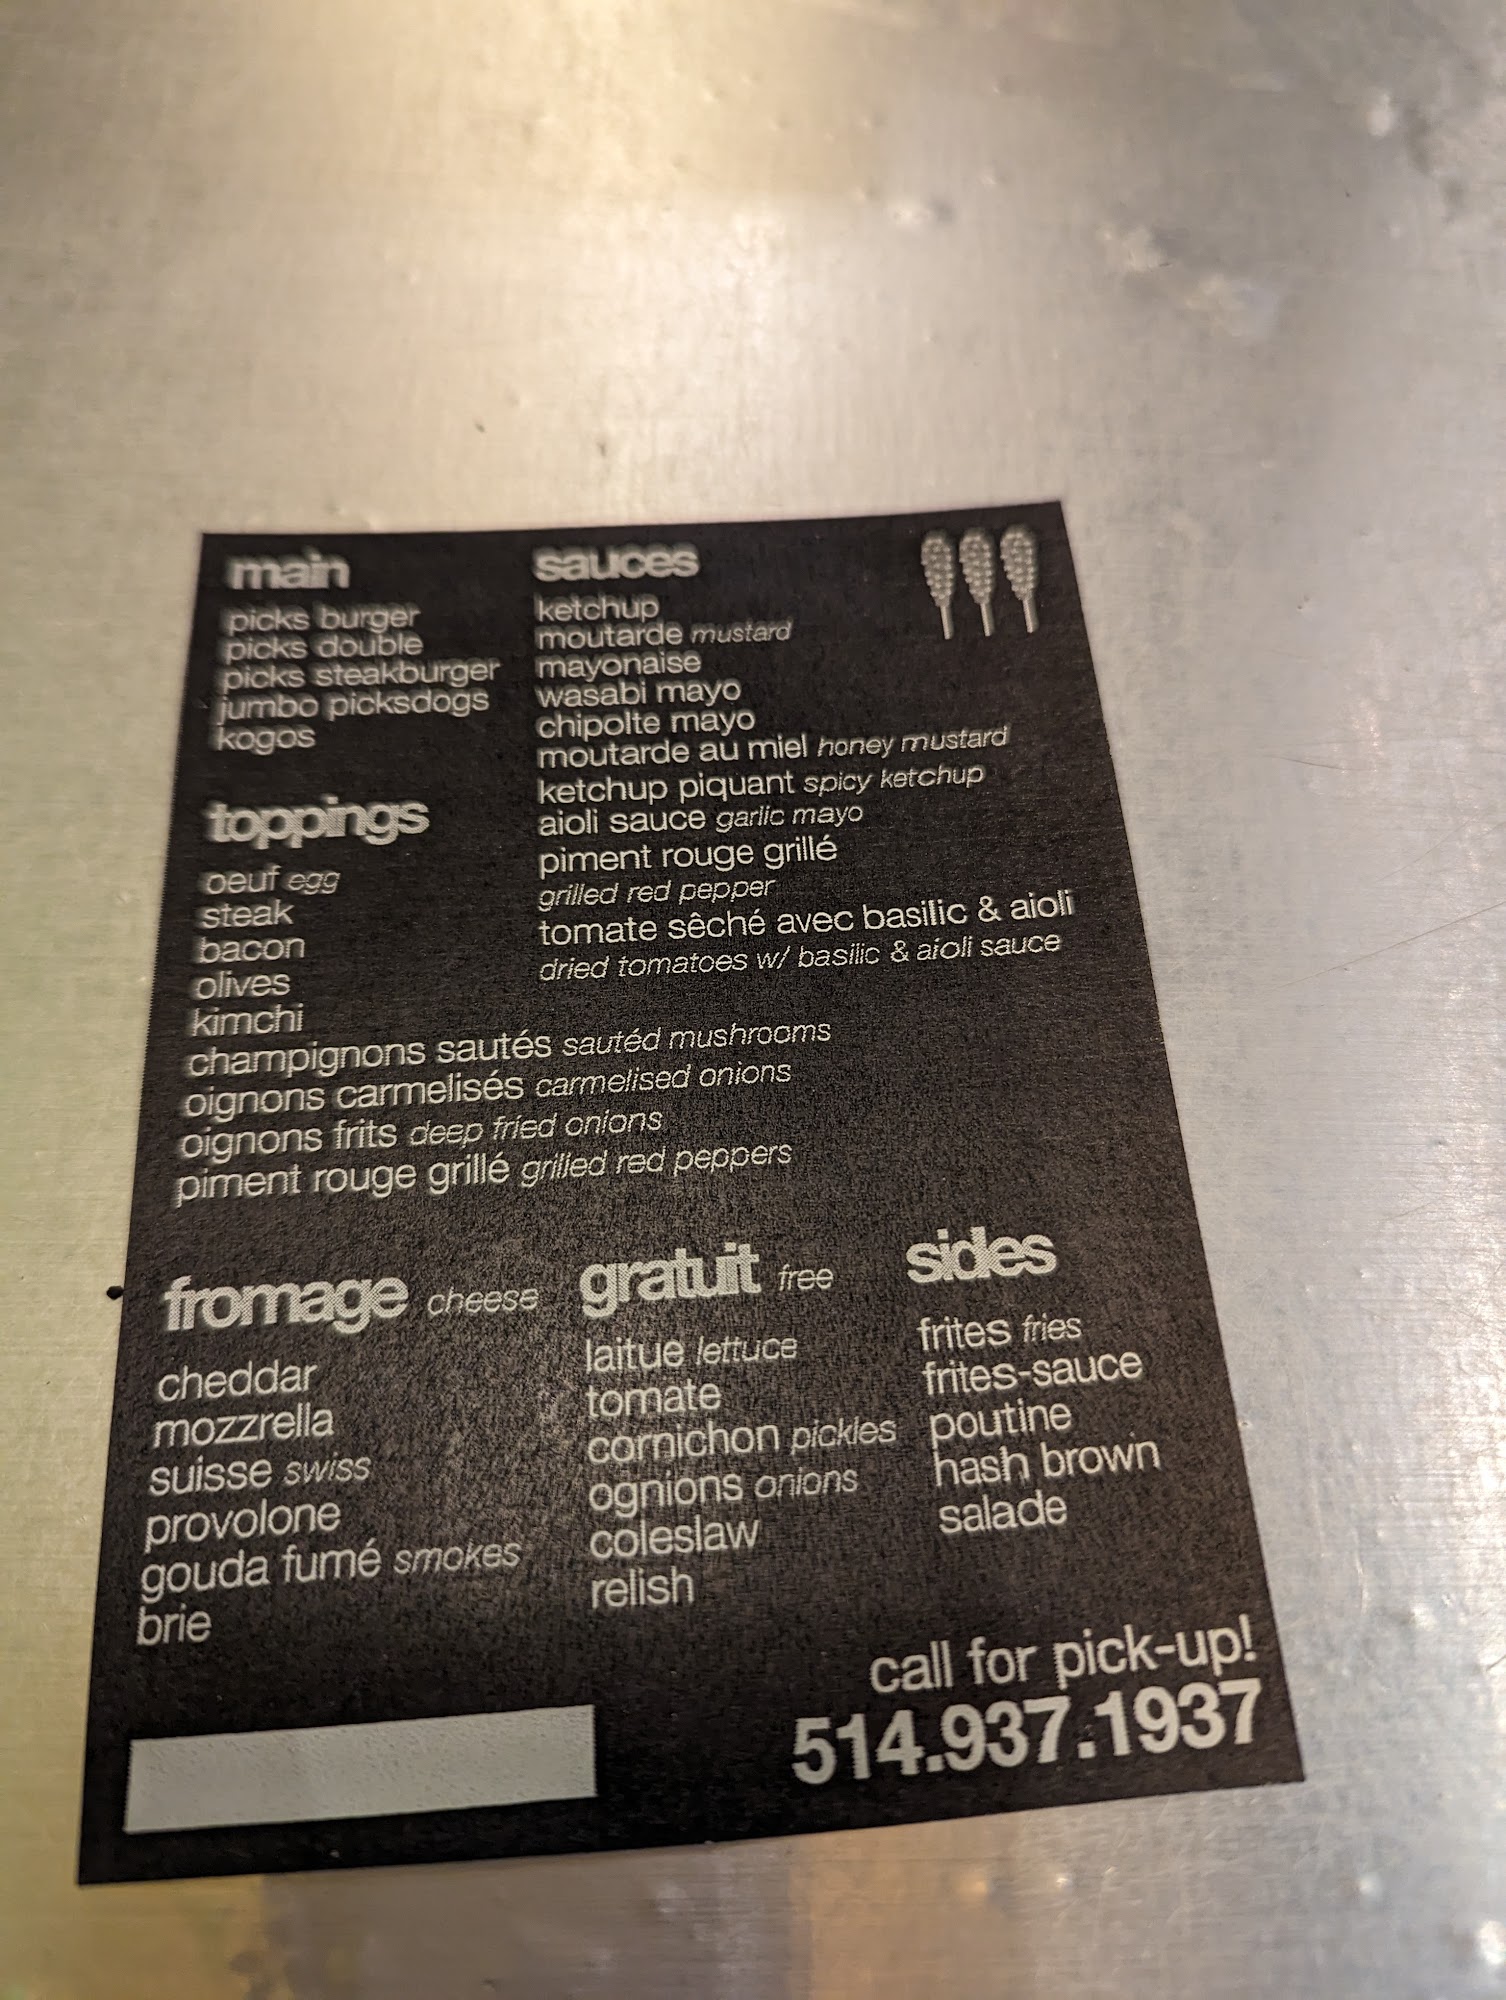 main
picks burger
picks double
picks steakburger
jumbo picksdogs
kogos
toppings
oeuf egg
steak
bacon
olives
kimchi
champignons sautés sautéd mushrooms
oignons carmelisés carmelised onions
oignons frits deep fried onions
piment rouge grillé grilled red peppers
sauces
ketchup
moutarde mustard
mayonaise
wasabi mayo
chipolte mayo
moutarde au miel honey mustard
ketchup piquant spicy ketchup
aioli sauce garlic mayo
piment rouge grillé
grilled red pepper
tomate sêché avec basilic & aioli
dried tomatoes w/ basilic & aioli sauce
fromage cheese
cheddar
mozzrella
suisse swiss
provolone
gouda fumé smokes
brie
gratuit free
laitue lettuce
tomate
cornichon pickles
ognions onions
coleslaw
relish
sides
frites fries
frites-sauce
poutine
hash brown
salade
call for pick-up!
514.937.1937